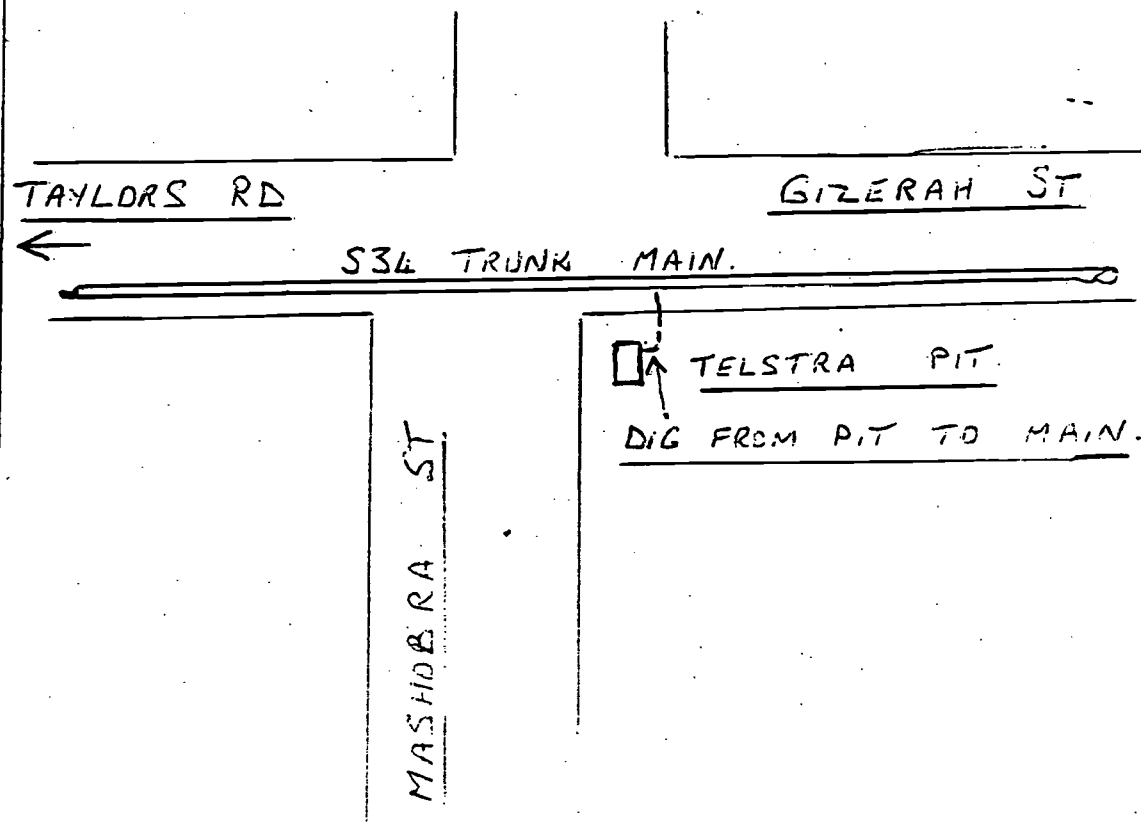 TAYLORS RD
GIZERAH ST
S34 TRUNK MAIN.
TELSTRA PIT.
DIG FROM PIT TO MAIN.
MASHOBRA ST